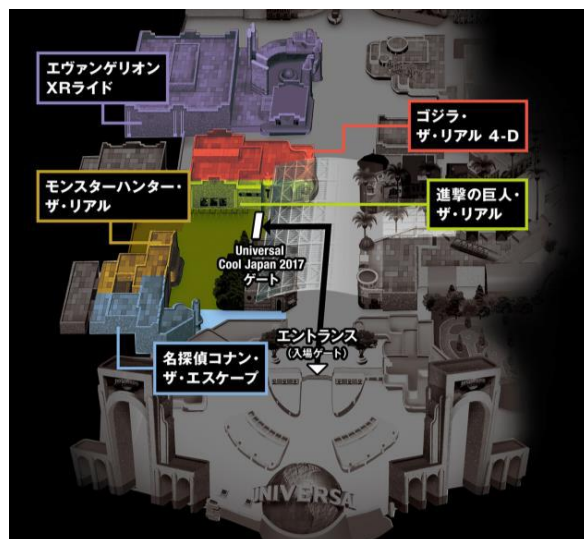 エヴァンゲリオン
XRライド
ゴジラ・
ザ・リアル 4-D
モンスターハンター・
ザ・リアル
進撃の巨人・
ザ・リアル
Universal
Cool Japan 2017
ゲート
エントランス
(入場ゲート)
名探偵コナン・
ザ・エスケープ
UNIVERSA